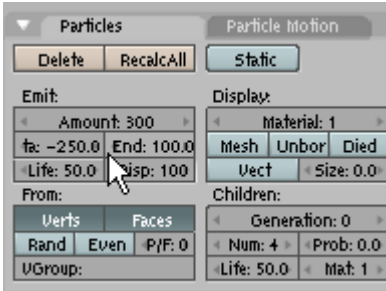 Particles Particle Motion
Delete RecalcAll Static
Emit: Display:
Amount: 300 Material: 1
ta: -250.0 End: 100.0 Mesh Unbor Died
Life: 50.0 Disp: 100 Vect Size: 0.0
From: Children:
Verts Faces Generation: 0
Rand Even P/F: 0 Num: 4 Prob: 0.0
VGroup: Life: 50.0 Mat: 1